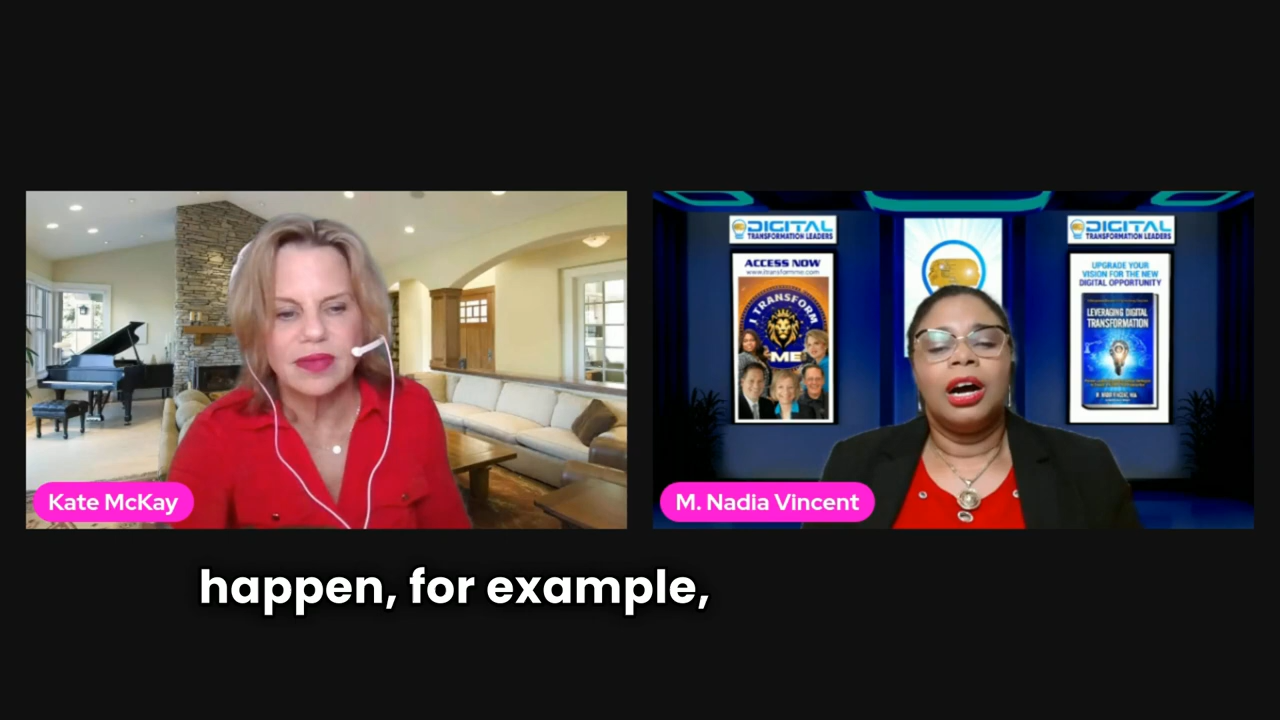 DIGITAL
TRANSFORMATION LEADERS
ACCESS NOW
www.itransformme.com
I TRANSFORM
ME
DIGITAL
TRANSFORMATION LEADERS
UPGRADE YOUR
VISION FOR THE NEW
DIGITAL OPPORTUNITY
LEVERAGING DIGITAL
TRANSFORMATION
Kate McKay
M. Nadia Vincent
happen, for example,